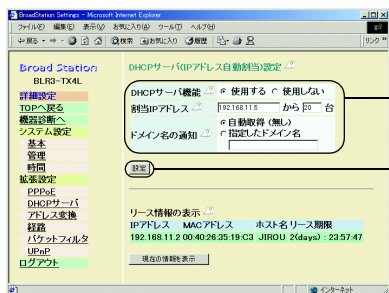 BroadStation Settings - Microsoft Internet Explorer
ファイル(F) 編集(E) 表示(V) お気に入り(A) ツール(T) ヘルプ(H)
戻る 検索 お気に入り 履歴 リンク
Broad Station
BLR3-TX4L
詳細設定
TOPへ戻る
機器診断へ
システム設定
基本
管理
時間
拡張設定
PPPoE
DHCPサーバ
アドレス変換
経路
パケットフィルタ
UPnP
ログアウト
DHCPサーバ(IPアドレス自動割当)設定
DHCPサーバ機能 使用する 使用しない
割当IPアドレス 192.168.11.5 から 20 台
ドメイン名の通知 自動取得(無し)
指定したドメイン名
設定
リース情報の表示
IPアドレス MACアドレス ホスト名 リース期限
192.168.11.2 00:40:26:35:19:C3 JIROU 2(days) : 23:57:47
現在の情報を表示
インターネット